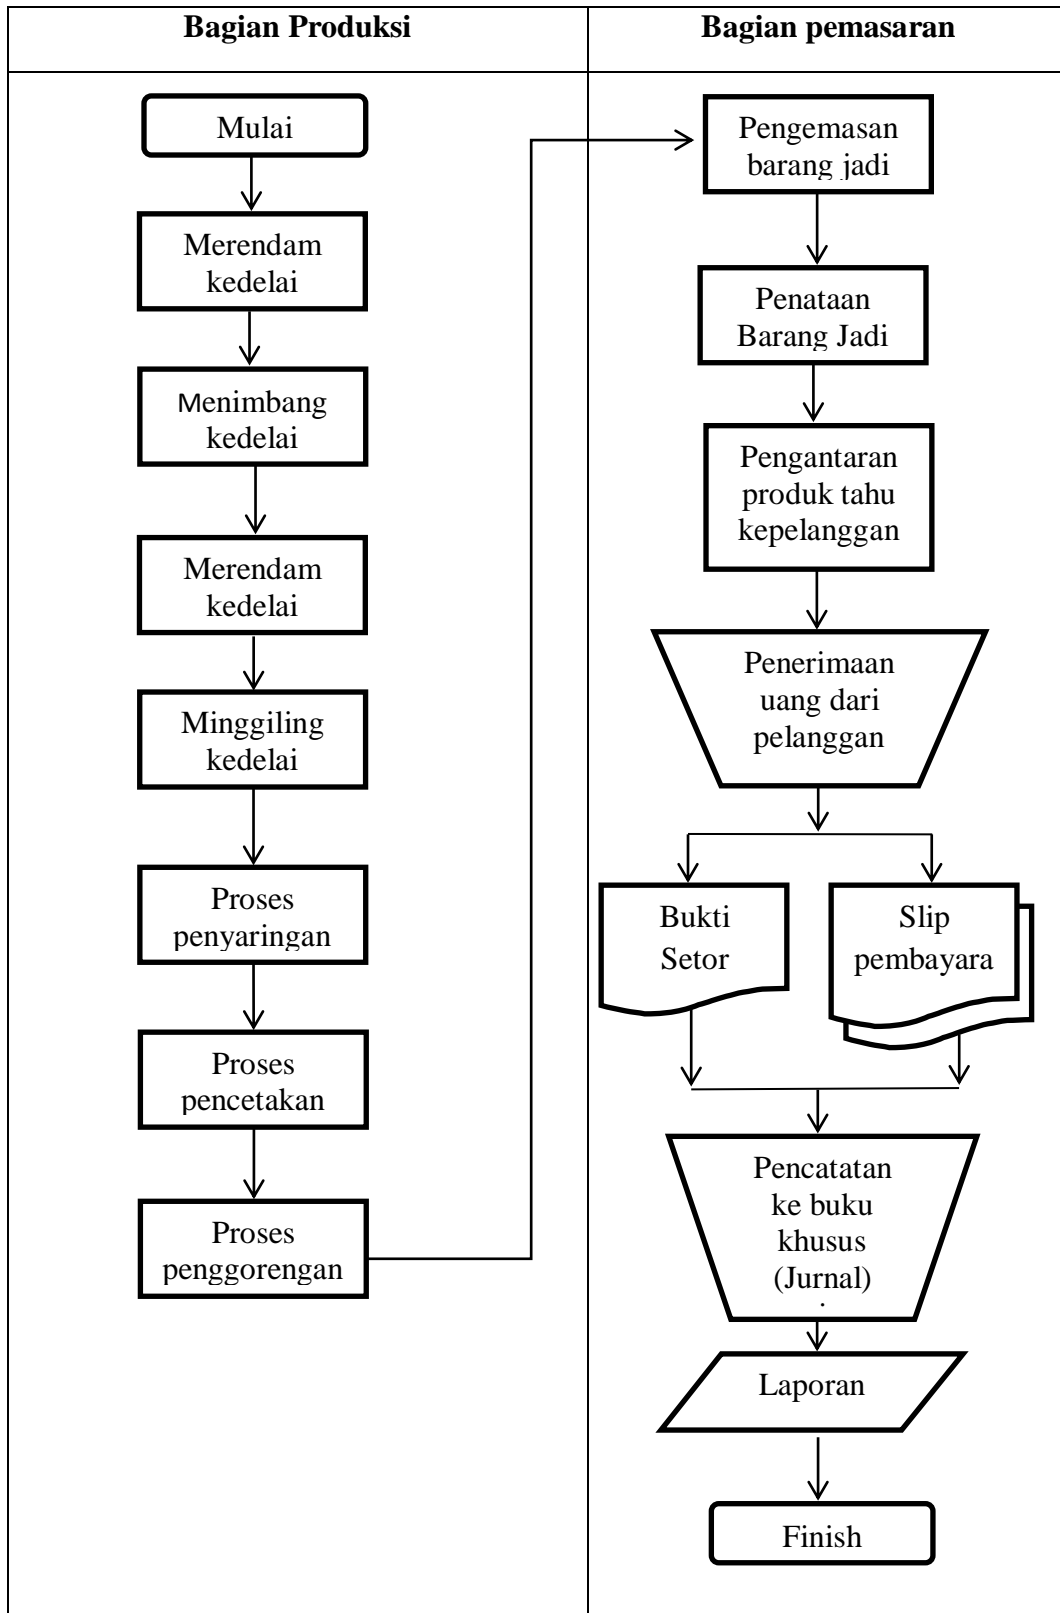 Bagian Produksi
Bagian pemasaran
Mulai
Merendam
kedelai
Menimbang
kedelai
Merendam
kedelai
Minggiling
kedelai
Proses
penyaringan
Proses
pencetakan
Proses
penggorengan
Pengemasan
barang jadi
Penataan
Barang Jadi
Pengantaran
produk tahu
kepelanggan
Penerimaan
uang dari
pelanggan
Bukti
Setor
Slip
pembayara
Pencatatan
ke buku
khusus
(Jurnal)
.
Laporan
Finish